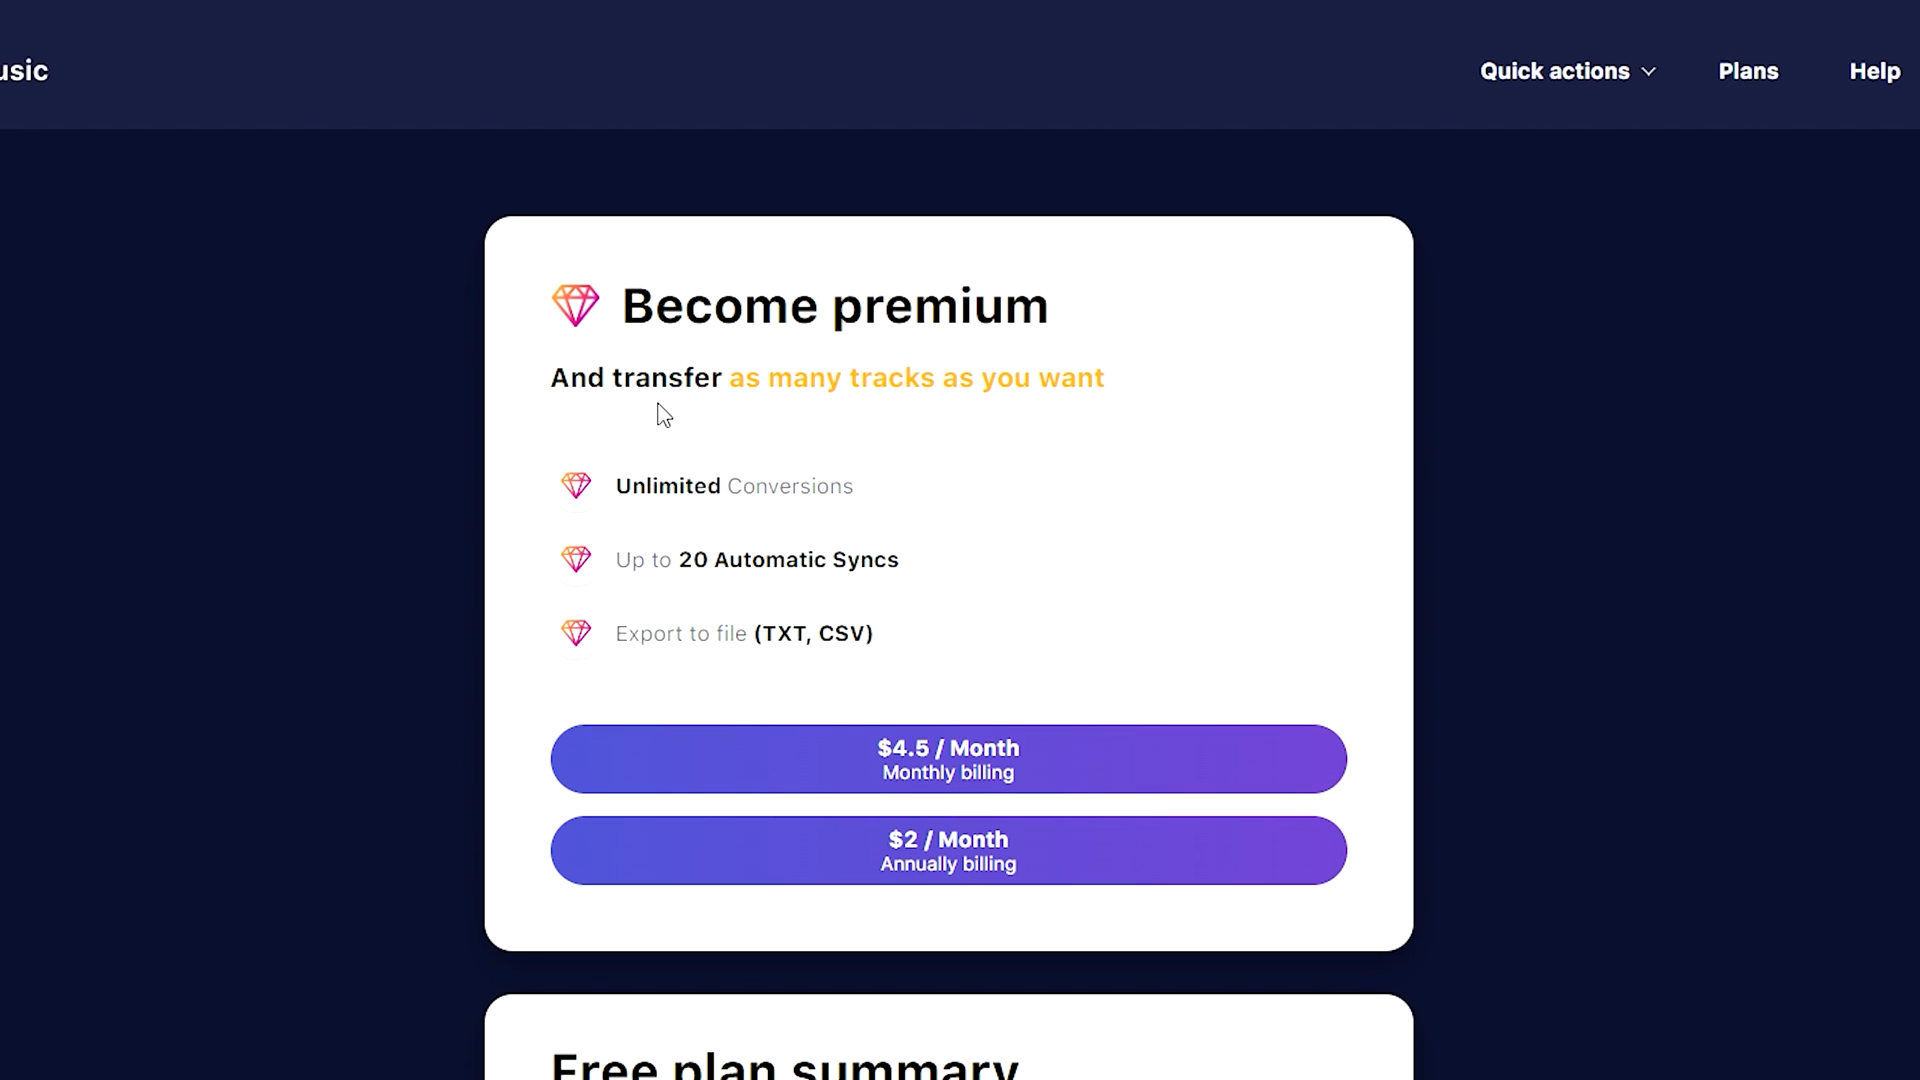 usic
Quick actions
Plans
Help
Become premium
And transfer as many tracks as you want
Unlimited Conversions
Up to 20 Automatic Syncs
Export to file (TXT, CSV)
$4.5 / Month
Monthly billing
$2 / Month
Annually billing
Free plan summary